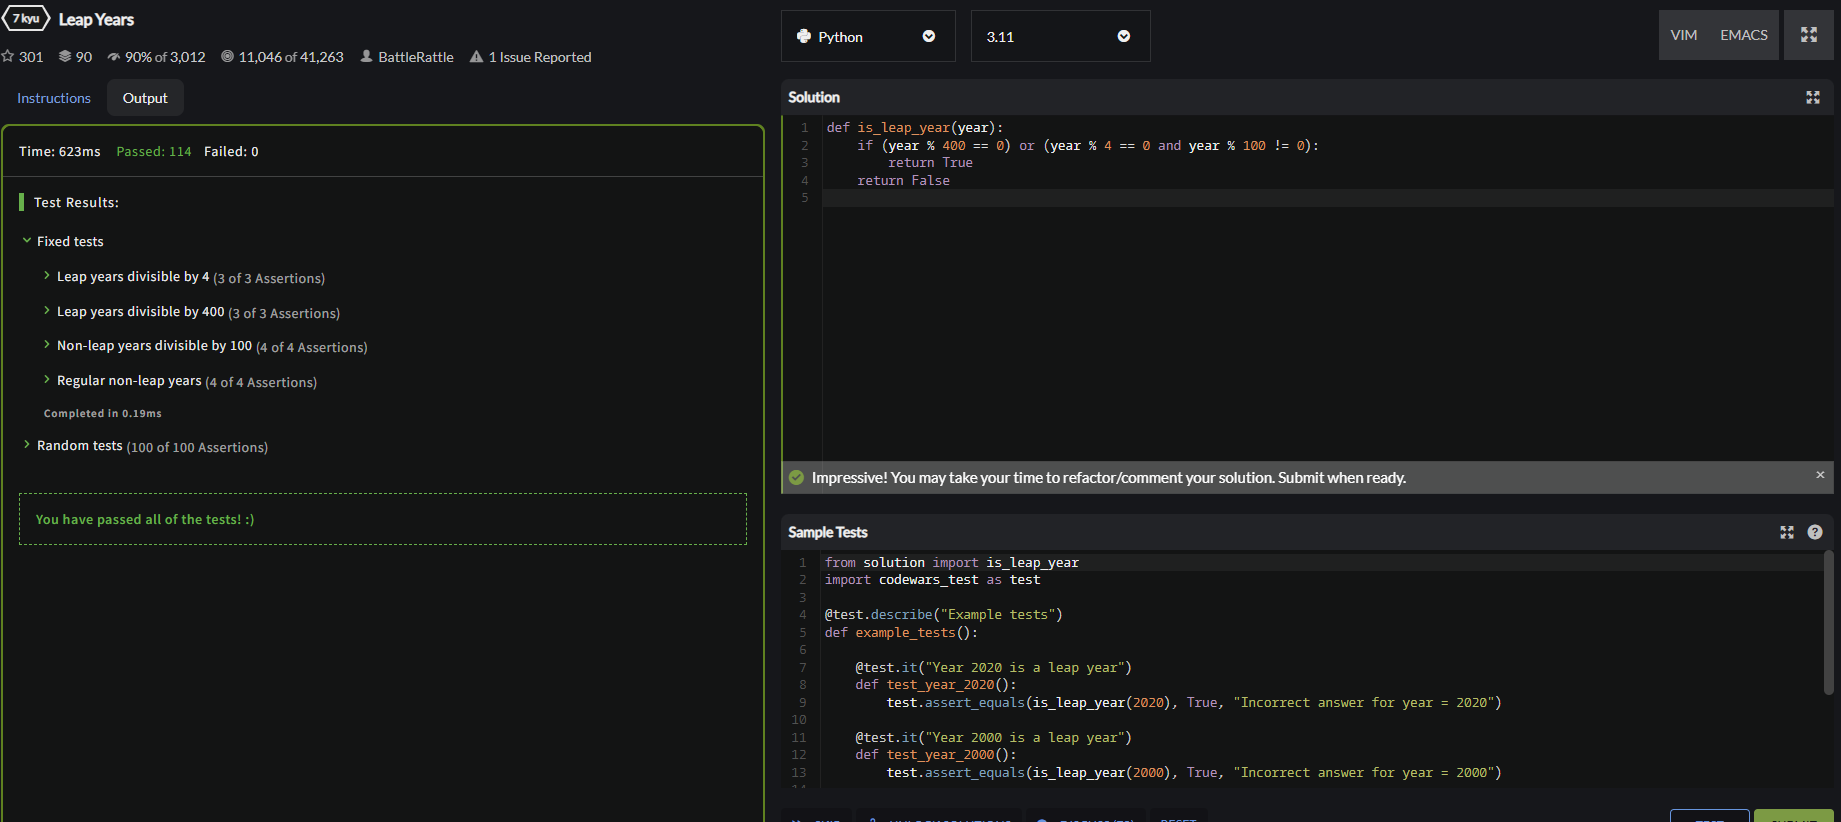 7 kyu Leap Years
301 90 90% of 3,012 11,046 of 41,263 BattleRattle 1 Issue Reported
Instructions Output
Time: 623ms Passed: 114 Failed: 0
Test Results:
Fixed tests
Leap years divisible by 4 (3 of 3 Assertions)
Leap years divisible by 400 (3 of 3 Assertions)
Non-leap years divisible by 100 (4 of 4 Assertions)
Regular non-leap years (4 of 4 Assertions)
Completed in 0.19ms
Random tests (100 of 100 Assertions)
You have passed all of the tests! :)
Python 3.11 VIM EMACS
Solution
1 def is_leap_year(year):
2     if (year % 400 == 0) or (year % 4 == 0 and year % 100 != 0):
3         return True
4     return False
5
Impressive! You may take your time to refactor/comment your solution. Submit when ready. ×
Sample Tests ?
1 from solution import is_leap_year
2 import codewars_test as test
3
4 @test.describe("Example tests")
5 def example_tests():
6
7     @test.it("Year 2020 is a leap year")
8     def test_year_2020():
9         test.assert_equals(is_leap_year(2020), True, "Incorrect answer for year = 2020")
10
11     @test.it("Year 2000 is a leap year")
12     def test_year_2000():
13         test.assert_equals(is_leap_year(2000), True, "Incorrect answer for year = 2000")